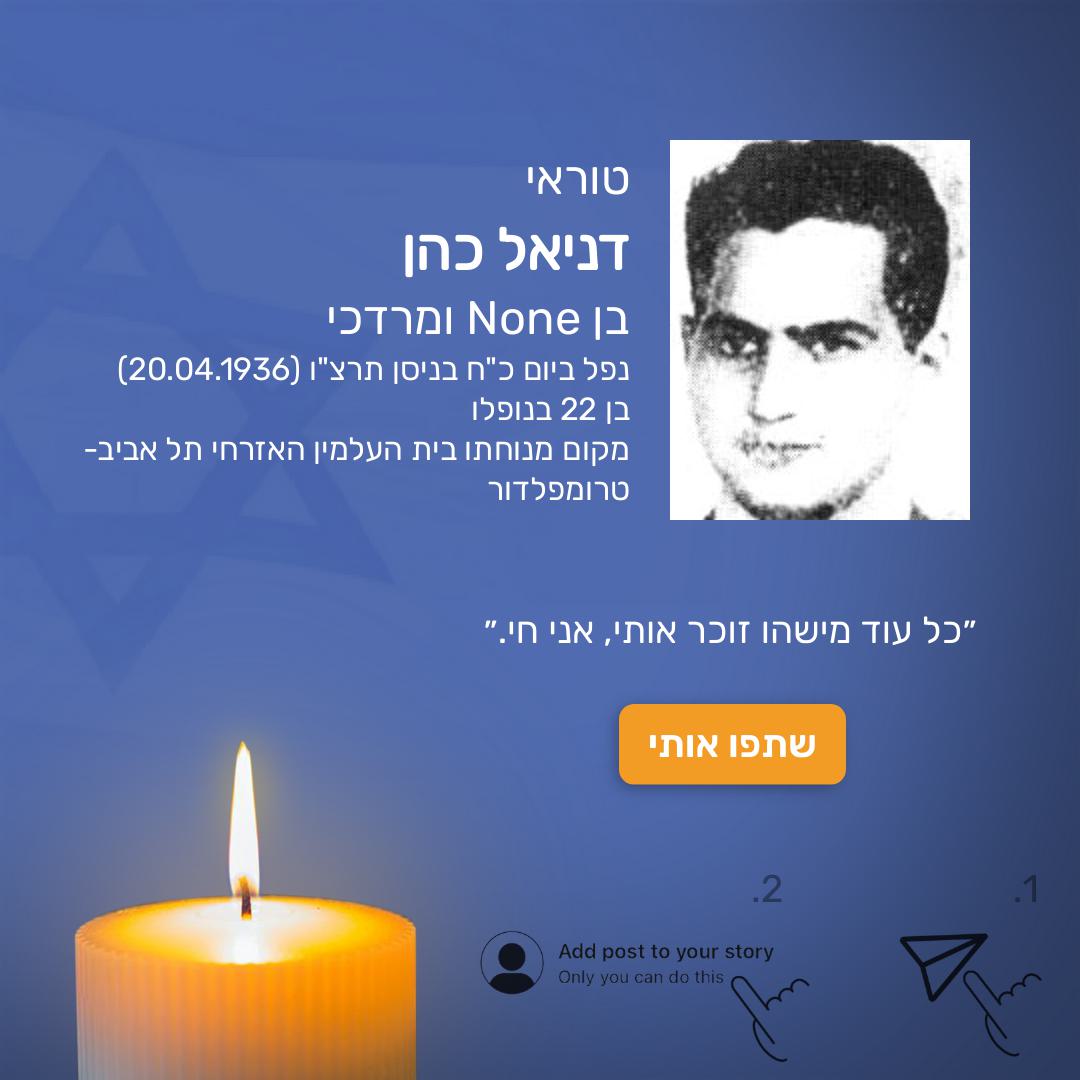 טוראי
דניאל כהן
בן None ומרדכי
נפל ביום כ"ח בניסן תרצ"ו (20.04.1936)
בן 22 בנופלו
מקום מנוחתו בית העלמין האזרחי תל אביב-
טרומפלדור
״כל עוד מישהו זוכר אותי, אני חי.״
שתפו אותי
.1
.2
Add post to your story
Only you can do this